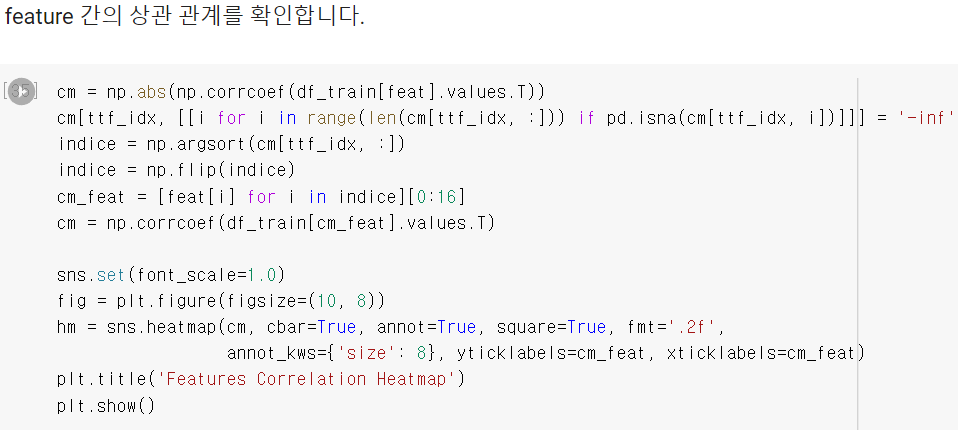 feature 간의 상관 관계를 확인합니다.
cm = np.abs(np.corrcoef(df_train[feat].values.T))
cm[ttf_idx, [[i for i in range(len(cm[ttf_idx, :])) if pd.isna(cm[ttf_idx, i])]]] = '-inf'
indice = np.argsort(cm[ttf_idx, :])
indice = np.flip(indice)
cm_feat = [feat[i] for i in indice][0:16]
cm = np.corrcoef(df_train[cm_feat].values.T)
sns.set(font_scale=1.0)
fig = plt.figure(figsize=(10, 8))
hm = sns.heatmap(cm, cbar=True, annot=True, square=True, fmt='.2f',
annot_kws={'size': 8}, yticklabels=cm_feat, xticklabels=cm_feat)
plt.title('Features Correlation Heatmap')
plt.show()